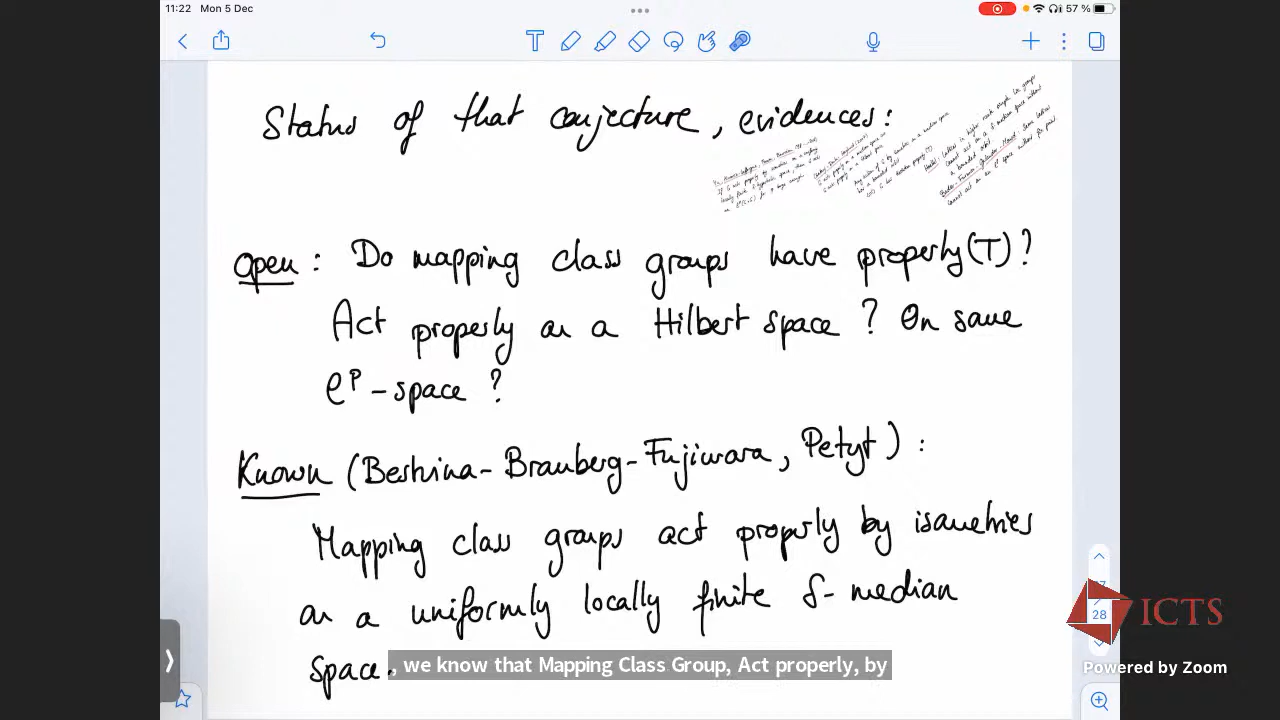 11:22 Mon 5 Dec
57 %
Status of that conjecture, evidences:
open: Do mapping class groups have property (T)?
Act properly on a Hilbert space? On some
ℓᵖ-space?
Known (Bestvina-Bromberg-Fujiwara, Petyt):
Mapping class groups act properly by isometries
on a uniformly locally finite δ-median
space.
28
ICTS
Powered by Zoom
, we know that Mapping Class Group, Act properly, by